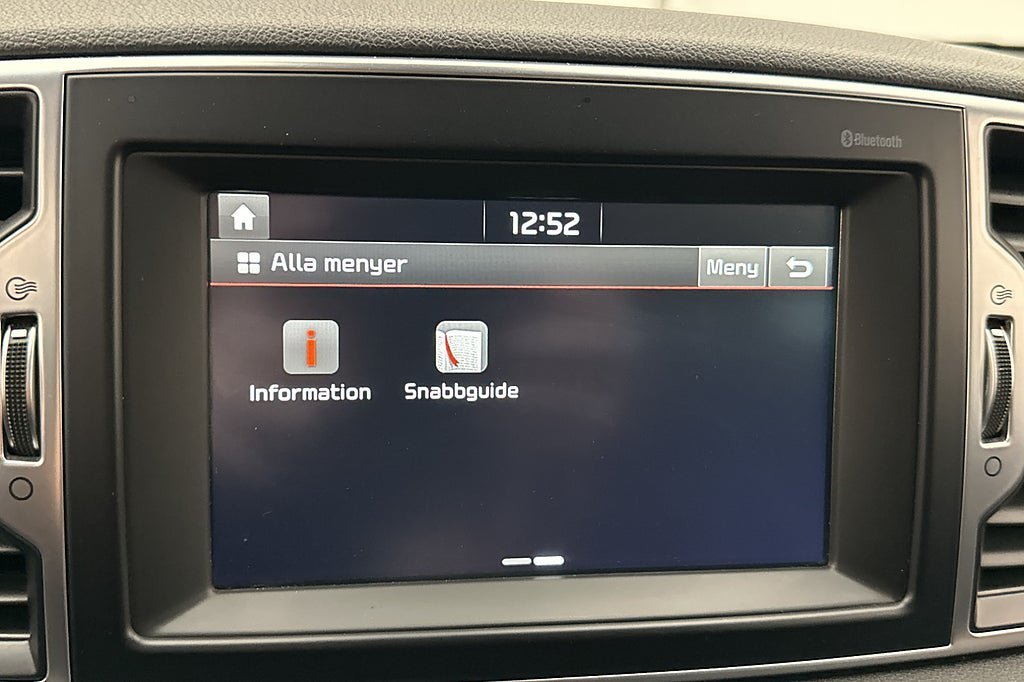 Bluetooth
12:52
Alla menyer
Meny
Information
Snabbguide